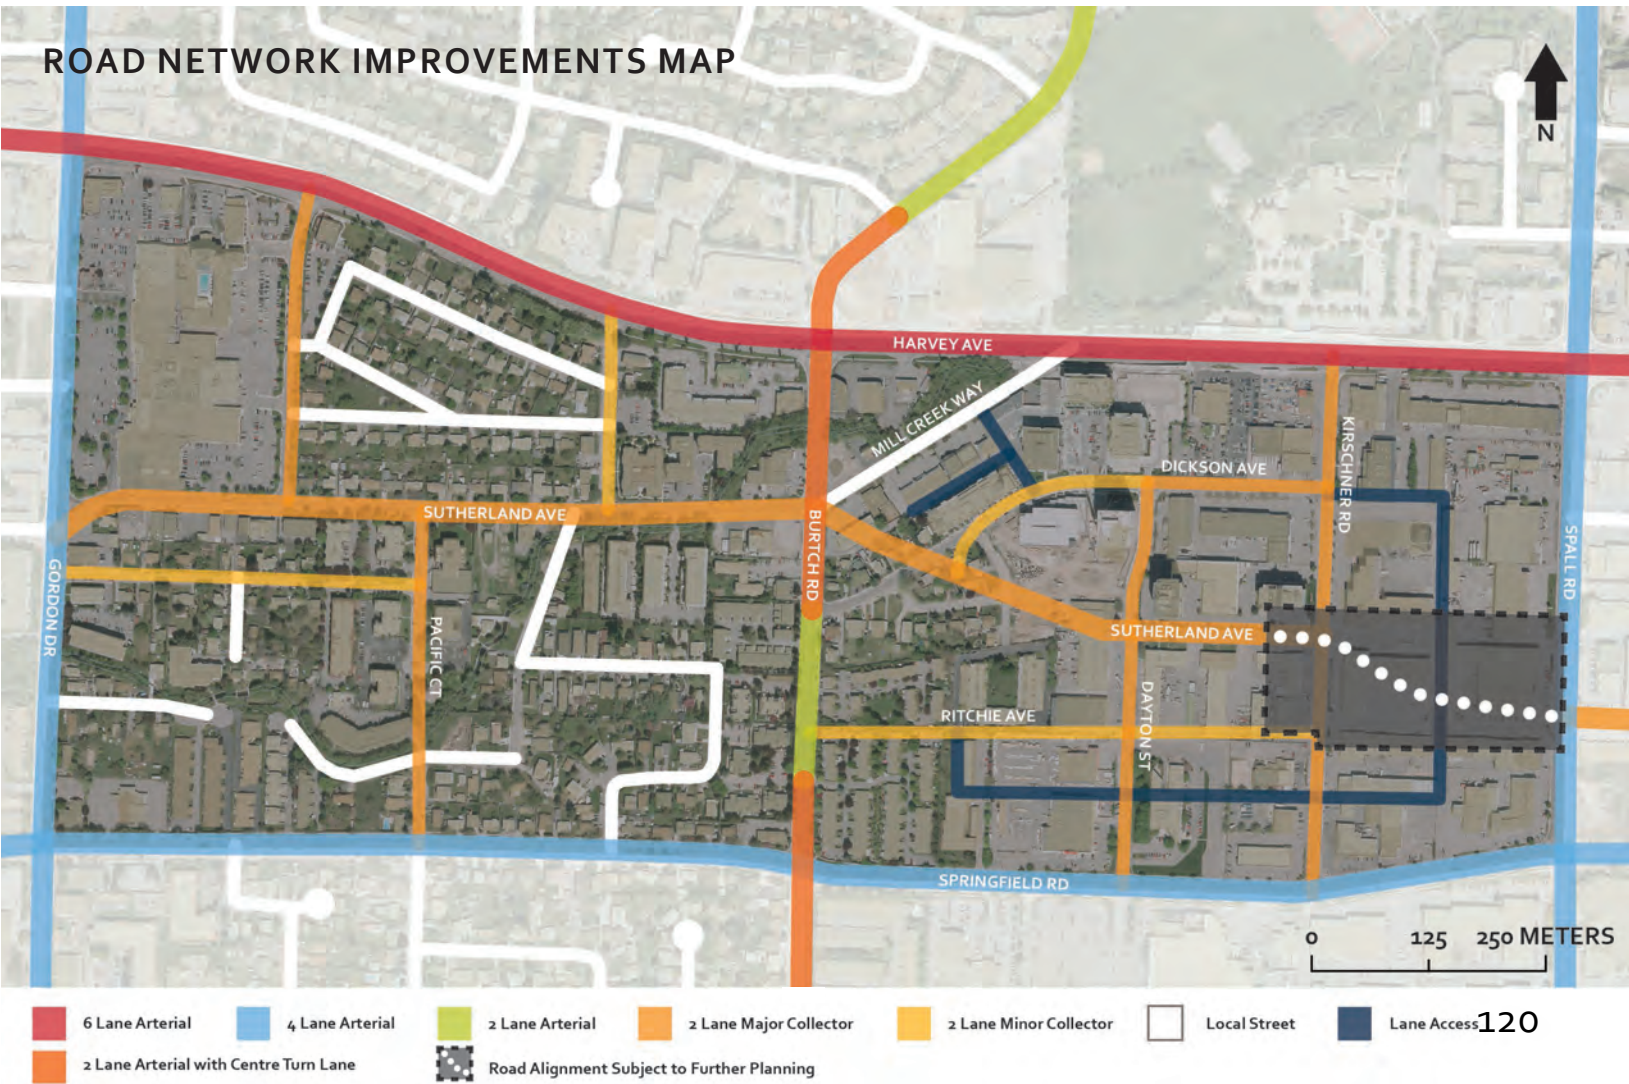 ROAD NETWORK IMPROVEMENTS MAP
N
HARVEY AVE
MILL CREEK WAY
DICKSON AVE
KIRSCHNER RD
SUTHERLAND AVE
BURTCH RD
SPALL RD
GORDON DR
PACIFIC CT
SUTHERLAND AVE
RITCHIE AVE
DAYTON ST
SPRINGFIELD RD
0 125 250 METERS
6 Lane Arterial 4 Lane Arterial 2 Lane Arterial 2 Lane Major Collector 2 Lane Minor Collector Local Street Lane Access 120
2 Lane Arterial with Centre Turn Lane Road Alignment Subject to Further Planning